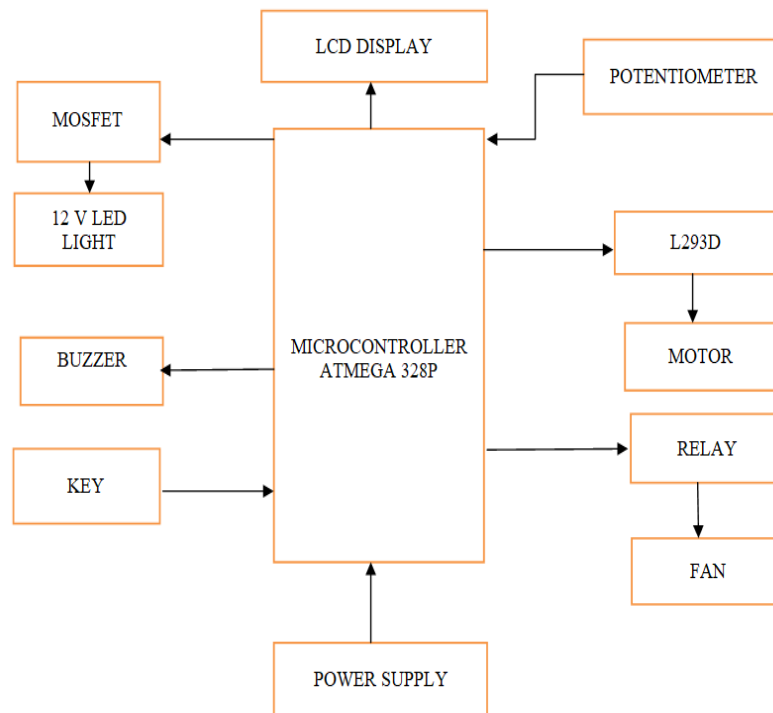 LCD DISPLAY
POTENTIOMETER
MOSFET
12 V LED
LIGHT
L293D
MICROCONTROLLER
ATMEGA 328P
MOTOR
BUZZER
RELAY
KEY
FAN
POWER SUPPLY